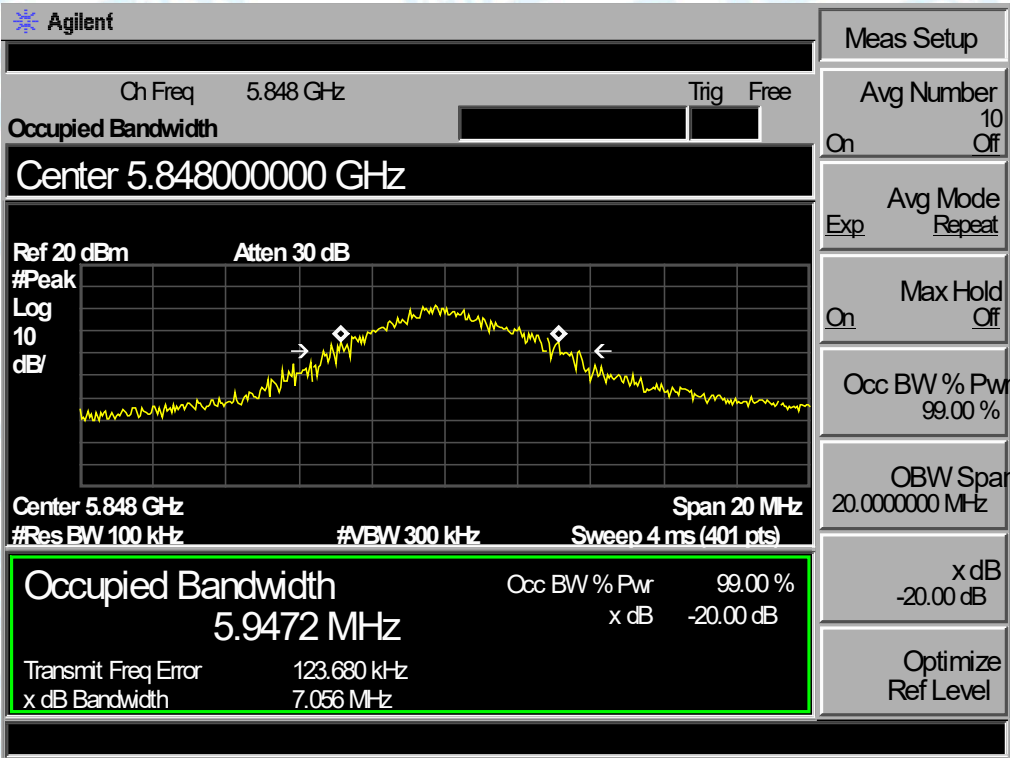 Agilent
Ch Freq 5.848 GHz Trig Free
Occupied Bandwidth
Center 5.848000000 GHz
Ref 20 dBm Atten 30 dB
#Peak
Log
10
dB/
Center 5.848 GHz Span 20 MHz
#Res BW 100 kHz #VBW 300 kHz Sweep 4 ms (401 pts)
Occupied Bandwidth Occ BW % Pwr 99.00 %
5.9472 MHz x dB -20.00 dB
Transmit Freq Error 123.680 kHz
x dB Bandwidth 7.056 MHz
Meas Setup
Avg Number
10
On Off
Avg Mode
Exp Repeat
Max Hold
On Off
Occ BW % Pwr
99.00 %
OBW Span
20.0000000 MHz
x dB
-20.00 dB
Optimize
Ref Level